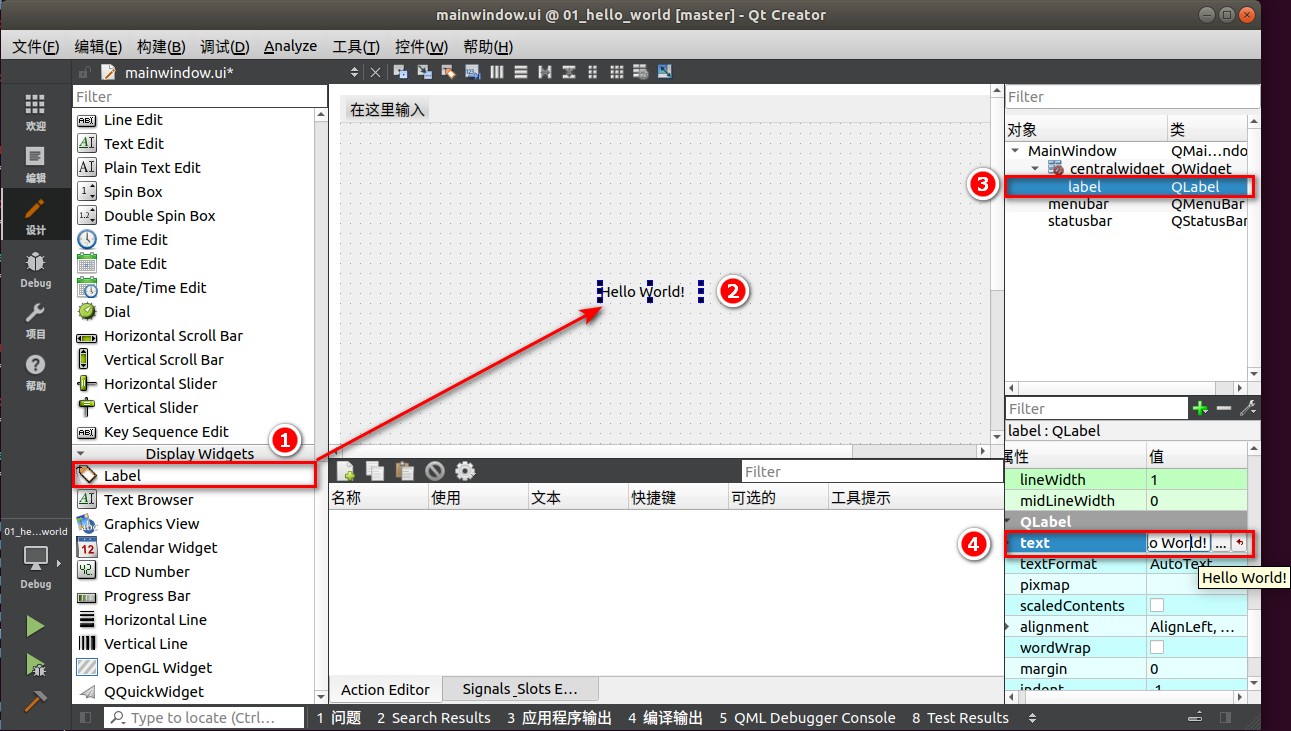 mainwindow.ui @ 01_hello_world [master] - Qt Creator
文件(F) 编辑(E) 构建(B) 调试(D) Analyze 工具(T) 控件(W) 帮助(H)
mainwindow.ui*
欢迎
编辑
设计
Debug
项目
帮助
01_he...world
Debug
Filter
Line Edit
Text Edit
Plain Text Edit
Spin Box
Double Spin Box
Time Edit
Date Edit
Date/Time Edit
Dial
Horizontal Scroll Bar
Vertical Scroll Bar
Horizontal Slider
Vertical Slider
Key Sequence Edit
1
Display Widgets
Label
Text Browser
Graphics View
Calendar Widget
LCD Number
Progress Bar
Horizontal Line
Vertical Line
OpenGL Widget
QQuickWidget
在这里输入
Hello World!
2
Filter
名称 使用 文本 快捷键 可选的 工具提示
Action Editor Signals_Slots E...
Filter
对象 类
MainWindow QMai...ndo
centralwidget QWidget
3
label QLabel
menubar QMenuBar
statusbar QStatusBar
Filter
label : QLabel
属性 值
lineWidth 1
midLineWidth 0
QLabel
4
text o World! ...
textFormat AutoText
Hello World!
pixmap
scaledContents
alignment AlignLeft, ...
wordWrap
margin 0
indent -1
Type to locate (Ctrl... 1 问题 2 Search Results 3 应用程序输出 4 编译输出 5 QML Debugger Console 8 Test Results